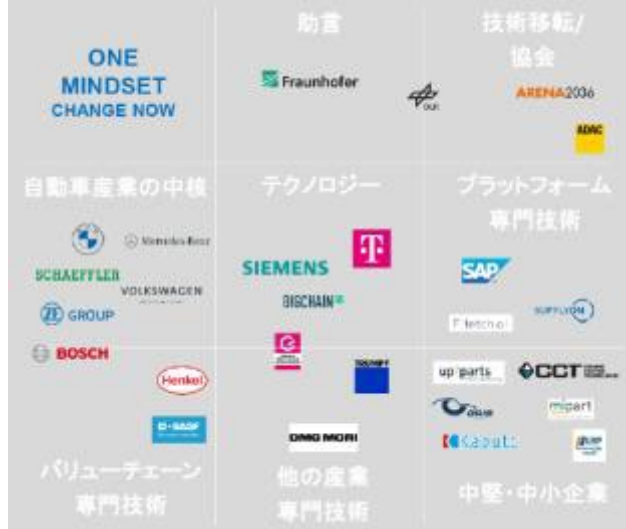 ONE
MINDSET
CHANGE NOW
助言
Fraunhofer
DLR
技術移転/
協会
ARENA2036
ADAC
自動車産業の中核
Mercedes-Benz
SCHAEFFLER
VOLKSWAGEN
ZF GROUP
BOSCH
テクノロジー
T
SIEMENS
BIGCHAIN
プラットフォーム
専門技術
SAP
SUPPLYON
fetch.ai
Henkel
BASF
バリューチェーン
専門技術
TRUMPF
DMG MORI
他の産業
専門技術
up parts
CCT
mipart
中堅・中小企業